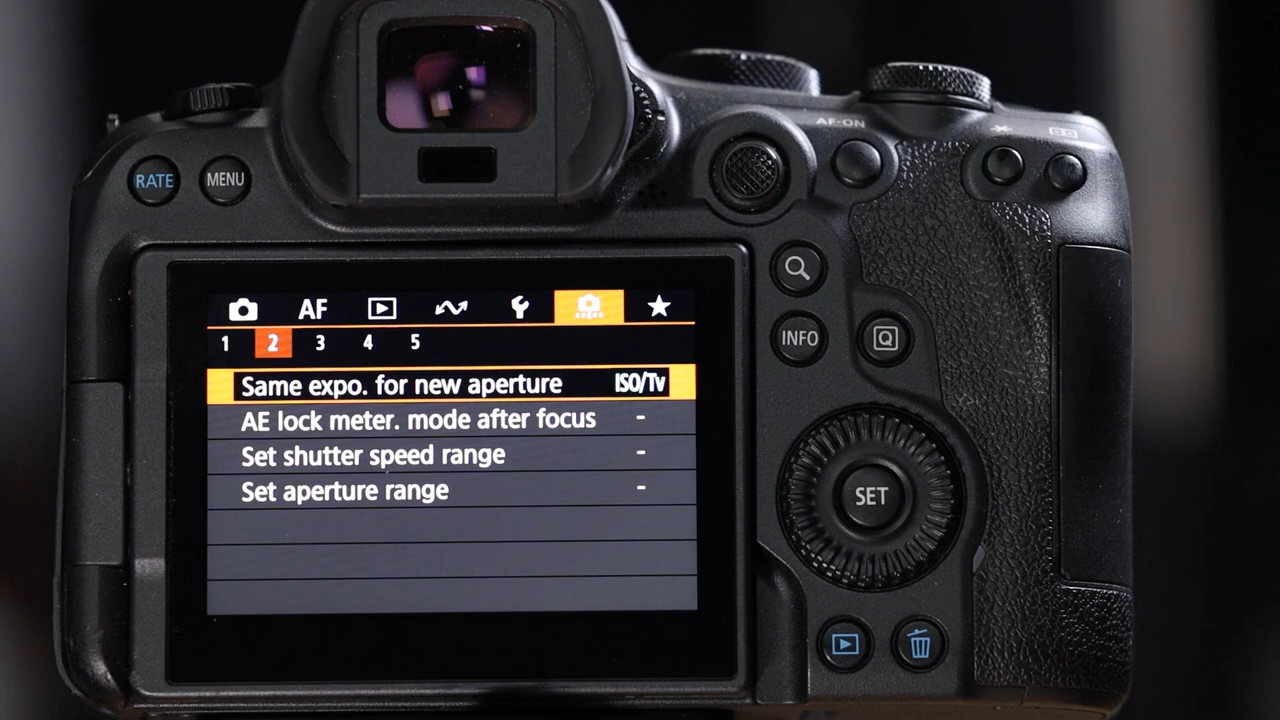 AF-ON
RATE
MENU
AF
1 2 3 4 5
Same expo. for new aperture ISO/Tv
AE lock meter. mode after focus -
Set shutter speed range -
Set aperture range -
INFO
Q
SET